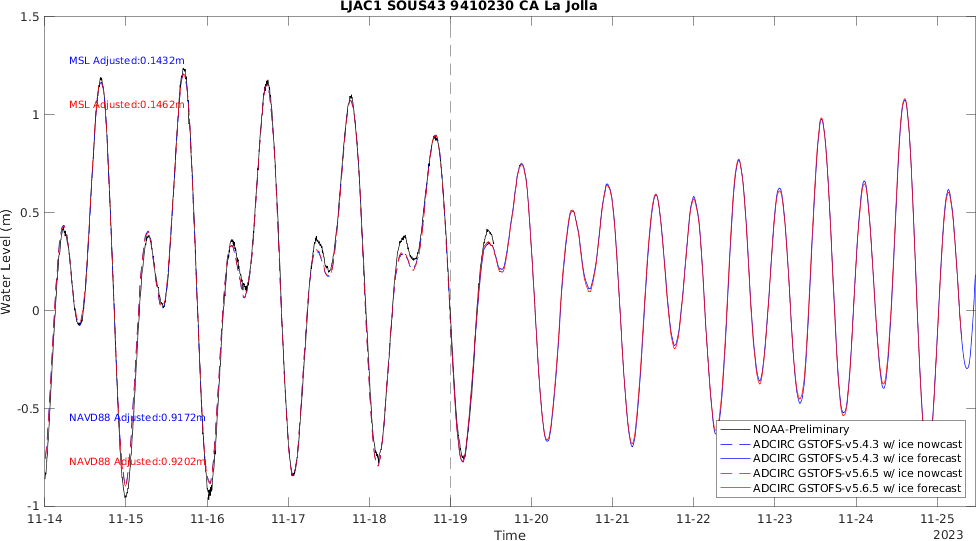 LJAC1 SOUS43 9410230 CA La Jolla
1.5
1
0.5
0
-0.5
-1
Water Level (m)
MSL Adjusted:0.1432m
MSL Adjusted:0.1462m
NAVD88 Adjusted:0.9172m
NAVD88 Adjusted:0.9202m
NOAA-Preliminary
ADCIRC GSTOFS-v5.4.3 w/ ice nowcast
ADCIRC GSTOFS-v5.4.3 w/ ice forecast
ADCIRC GSTOFS-v5.6.5 w/ ice nowcast
ADCIRC GSTOFS-v5.6.5 w/ ice forecast
11-14 11-15 11-16 11-17 11-18 11-19 11-20 11-21 11-22 11-23 11-24 11-25
Time
2023